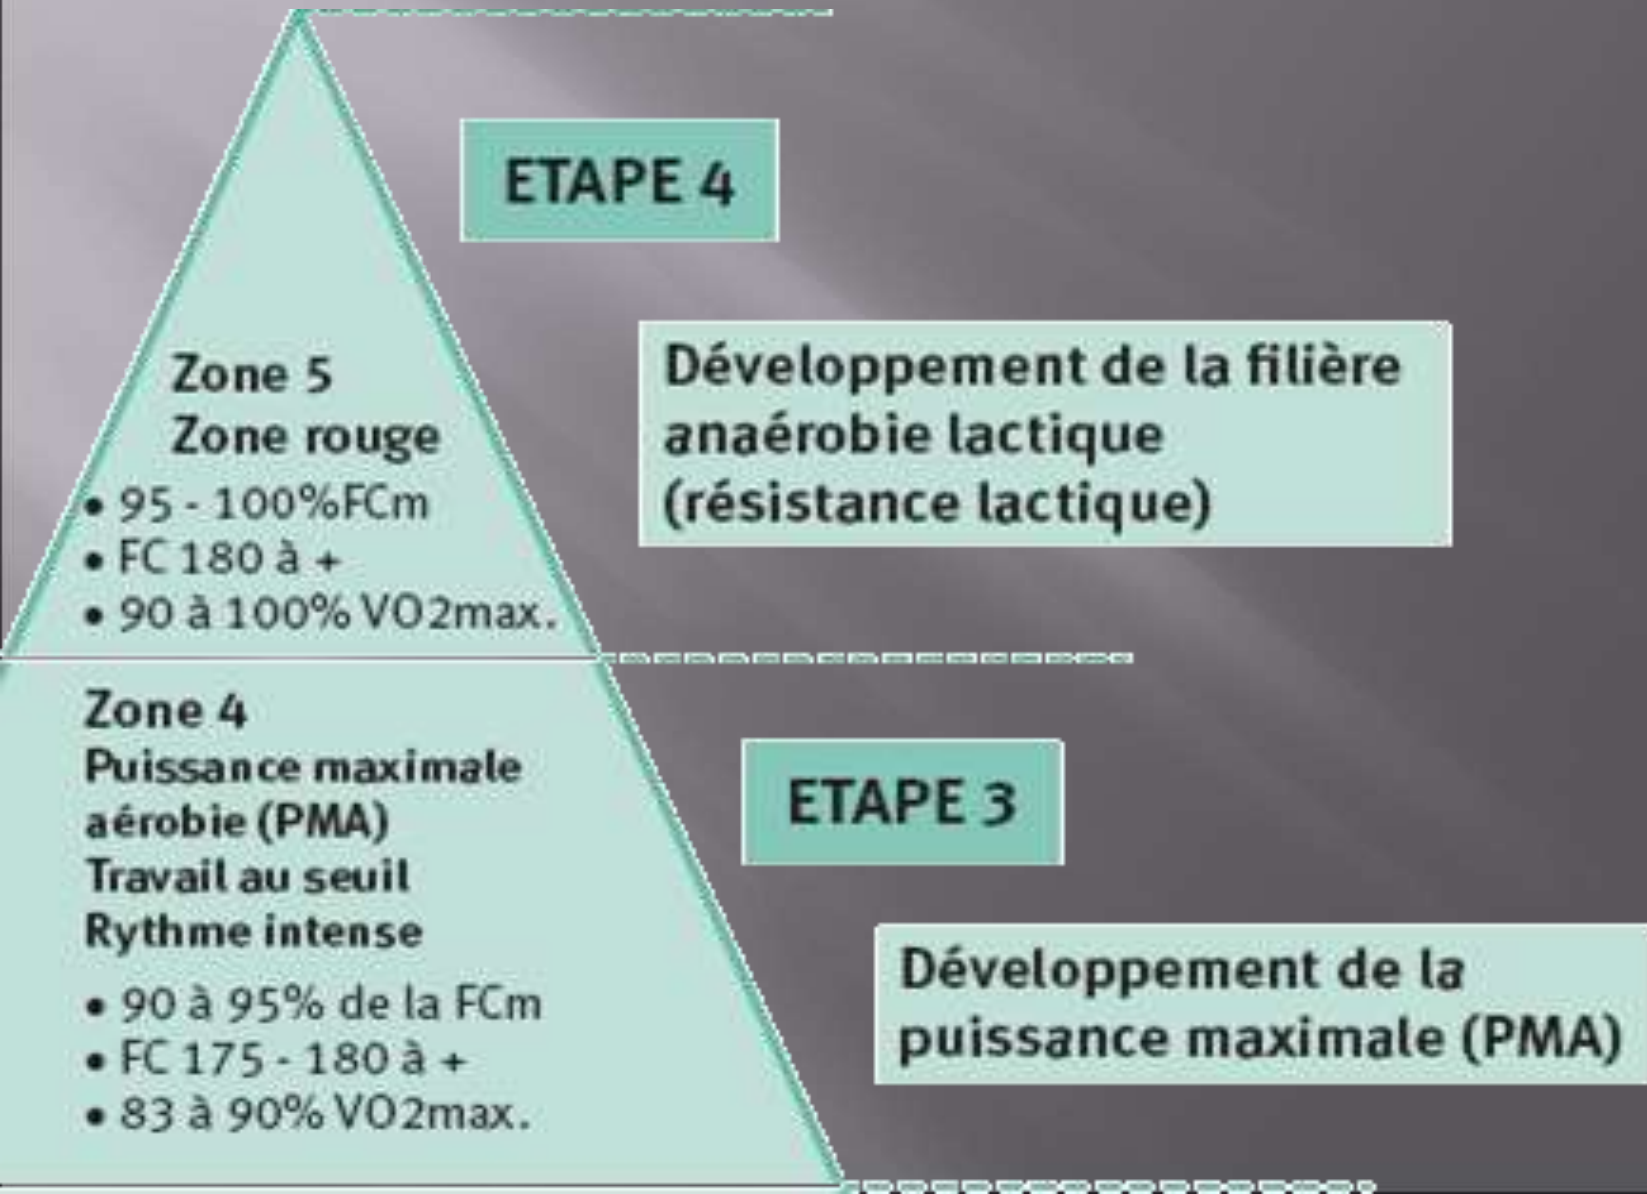 ETAPE 4
Zone 5
Zone rouge
• 95 - 100%FCm
• FC 180 à +
• 90 à 100% VO2max.
Développement de la filière
anaérobie lactique
(résistance lactique)
Zone 4
Puissance maximale
aérobie (PMA)
Travail au seuil
Rythme intense
• 90 à 95% de la FCm
• FC 175 - 180 à +
• 83 à 90% VO2max.
ETAPE 3
Développement de la
puissance maximale (PMA)